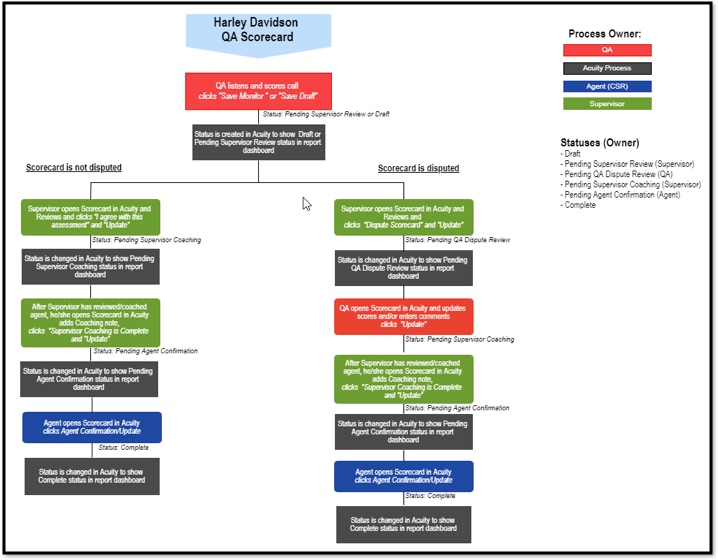 Harley Davidson
QA Scorecard
Process Owner:
QA
Acuity Process
Agent (CSR)
Supervisor
Statuses (Owner)
- Draft
- Pending Supervisor Review (Supervisor)
- Pending QA Dispute Review (QA)
- Pending Supervisor Coaching (Supervisor)
- Pending Agent Confirmation (Agent)
- Complete
QA listens and scores call
clicks "Save Monitor " or "Save Draft"
Status: Pending Supervisor Review or Draft
Status is created in Acuity to show Draft or
Pending Supervisor Review status in report
dashboard
Scorecard is not disputed
Supervisor opens Scorecard in Acuity and
Reviews and clicks "I agree with this
assessment" and "Update"
Status: Pending Supervisor Coaching
Status is changed in Acuity to show Pending
Supervisor Coaching status in report
dashboard
After Supervisor has reviewed/coached
agent, he/she opens Scorecard in Acuity
adds Coaching note,
clicks "Supervisor Coaching is Complete
and "Update"
Status: Pending Agent Confirmation
Status is changed in Acuity to show Pending
Agent Confirmation status in report
dashboard
Agent opens Scorecard in Acuity
clicks Agent Confirmation/Update
Status: Complete
Status is changed in Acuity to show
Complete status in report dashboard
Scorecard is disputed
Supervisor opens Scorecard in Acuity and
Reviews and
clicks "Dispute Scorecard" and "Update"
Status: Pending QA Dispute Review
Status is changed in Acuity to show Pending
QA Dispute Review status in report
dashboard
QA opens Scorecard in Acuity and updates
scores and/or enters comments
clicks "Update"
Status: Pending Supervisor Coaching
After Supervisor has reviewed/coached
agent, he/she opens Scorecard in Acuity
adds Coaching note,
clicks "Supervisor Coaching is Complete
and "Update"
Status: Pending Agent Confirmation
Status is changed in Acuity to show Pending
Agent Confirmation status in report
dashboard
Agent opens Scorecard in Acuity
clicks Agent Confirmation/Update
Status: Complete
Status is changed in Acuity to show
Complete status in report dashboard